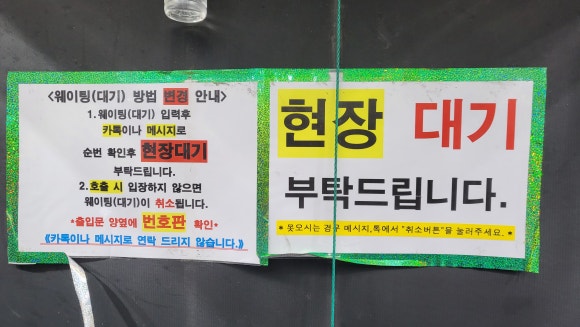 <웨이팅(대기) 방법 변경 안내>
1. 웨이팅(대기) 입력후
카톡이나 메시지로
순번 확인후 현장대기
부탁드립니다.
2.호출 시 입장하지 않으면
웨이팅(대기)이 취소됩니다.
*출입문 양옆에 번호판 확인*
《카톡이나 메시지로 연락 드리지 않습니다.》
현장 대기
부탁드립니다.
* 못오시는 경우 메시지,톡에서 "취소버튼"을 눌러주세요. *